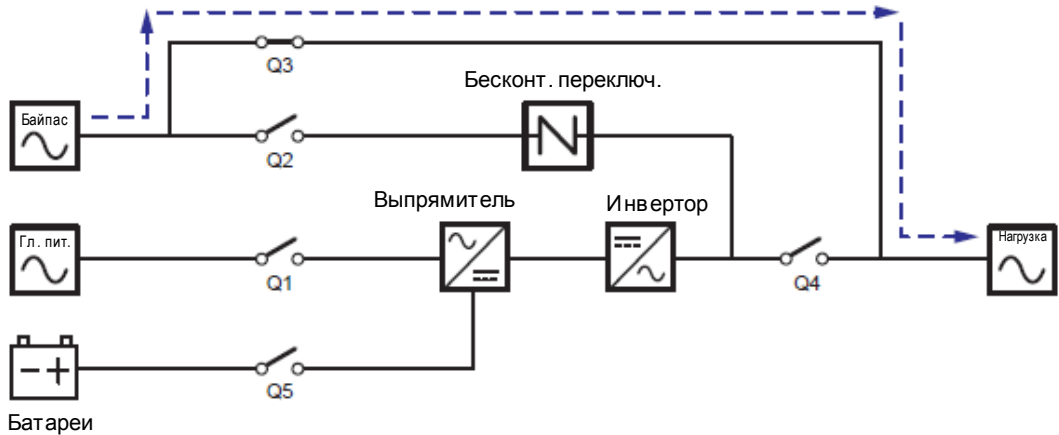 Q3
Бесконт. переключ.
Байпас
Q2
Выпрямитель
Инвертор
Гл. пит.
Нагрузка
Q1
Q4
Q5
Батареи